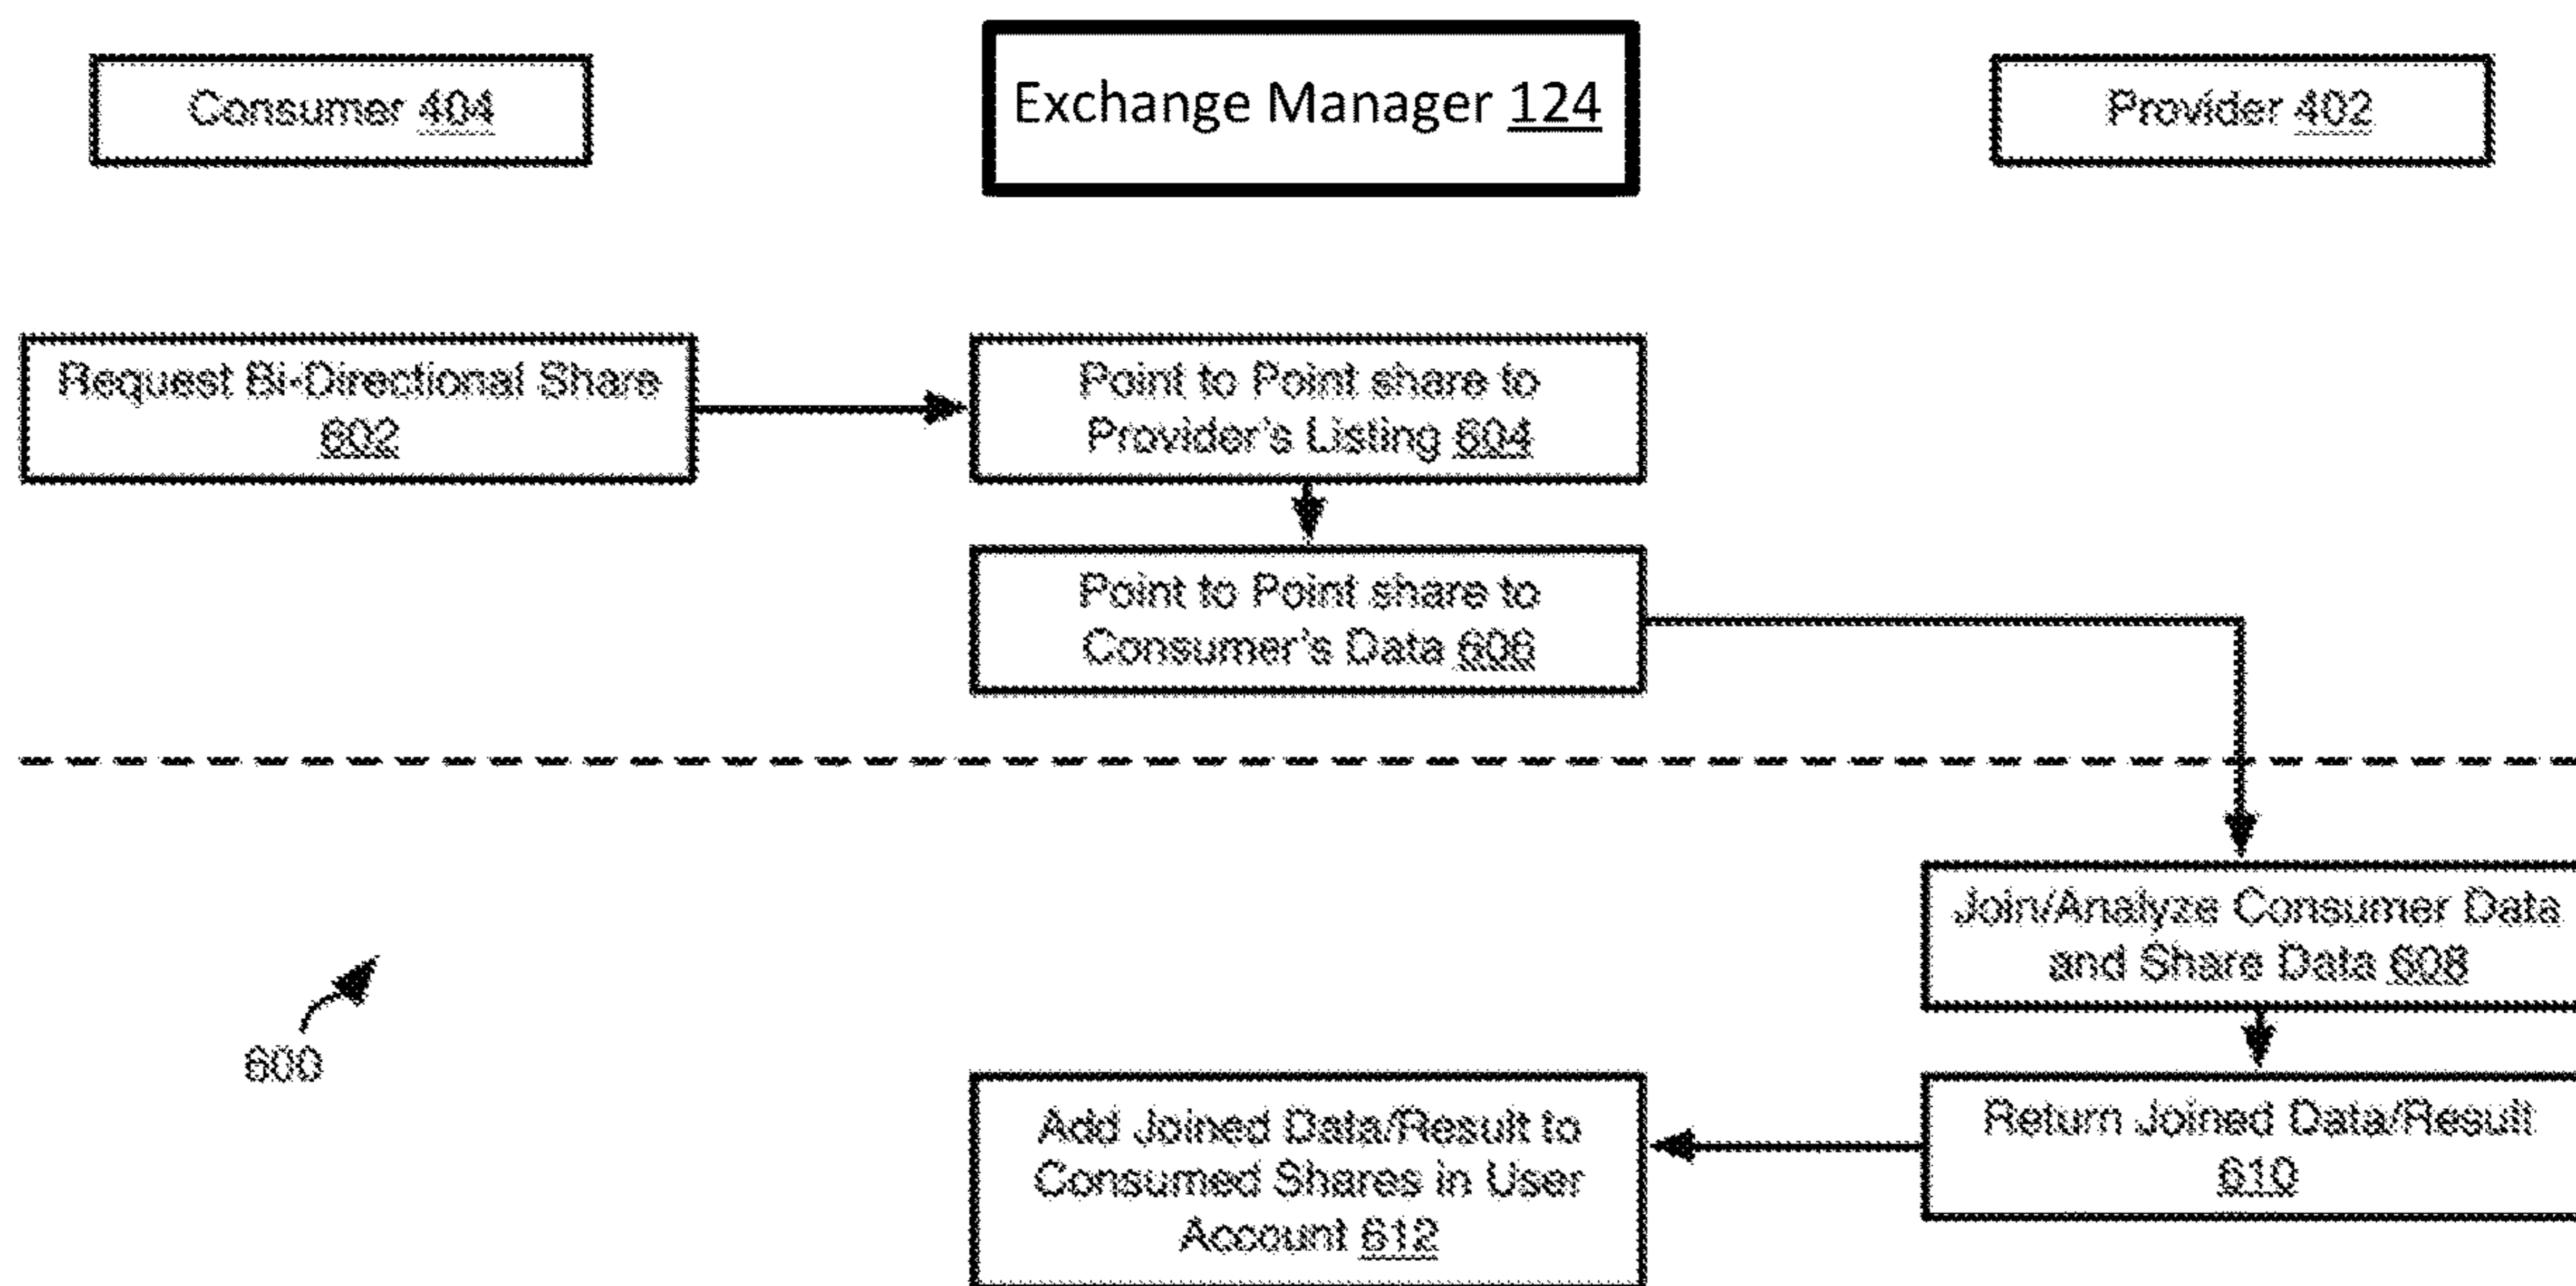 Consumer 404
Exchange Manager 124
Provider 402
Request Bi-Directional Share
602
Point to Point share to
Provider's Listing 604
Point to Point share to
Consumer's Data 606
Join/Analyze Consumer Data
and Share Data 608
600
Add Joined Data/Result to
Consumed Shares in User
Account 612
Return Joined Data/Result
610